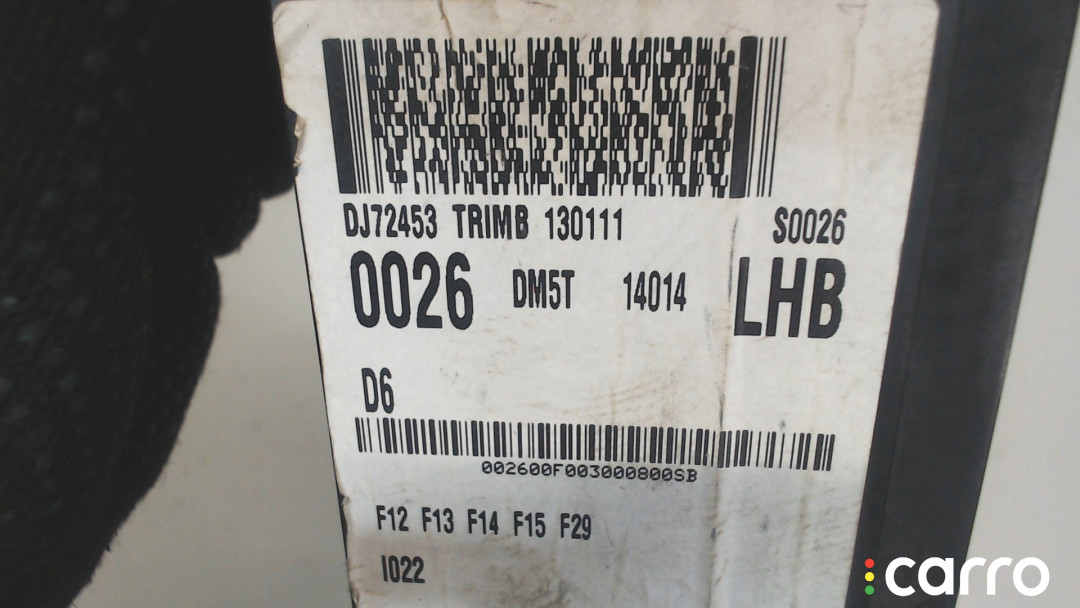 DJ72453 TRIMB 130111 S0026
0026 DM5T 14014 LHB
D6
002600F003000800SB
F12 F13 F14 F15 F29
I022
carro